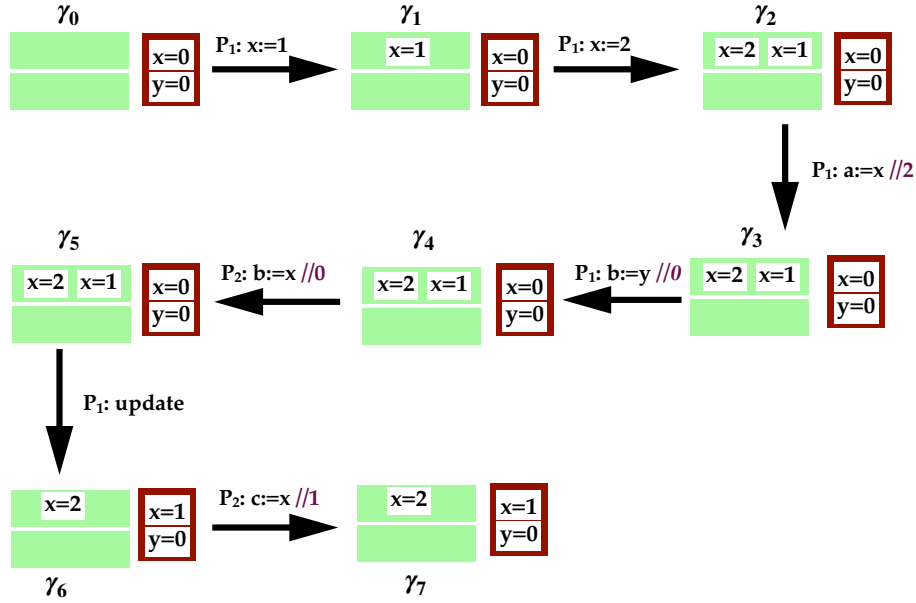 γ₀ γ₁ γ₂
x=0 y=0
P₁: x:=1
x=1
x=0 y=0
P₁: x:=2
x=2 x=1
x=0 y=0
P₁: a:=x //2
γ₃
x=2 x=1
x=0 y=0
P₁: b:=y //0
γ₄
x=2 x=1
x=0 y=0
P₂: b:=x //0
γ₅
x=2 x=1
x=0 y=0
P₁: update
x=2
x=1 y=0
γ₆
P₂: c:=x //1
x=2
x=1 y=0
γ₇